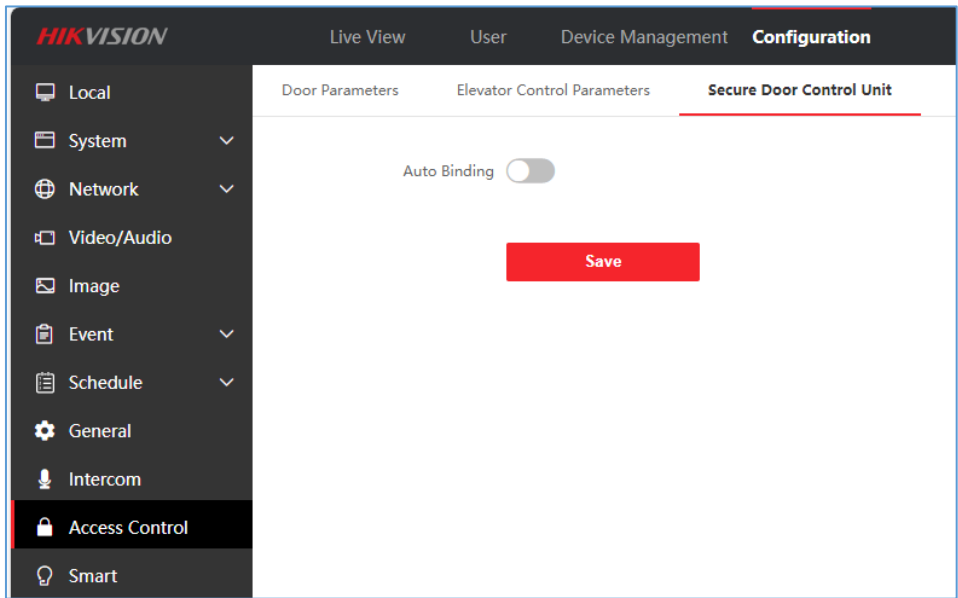 HIKVISION
Live View
User
Device Management
Configuration
Local
System
Network
Video/Audio
Image
Event
Schedule
General
Intercom
Access Control
Smart
Door Parameters
Elevator Control Parameters
Secure Door Control Unit
Auto Binding
Save